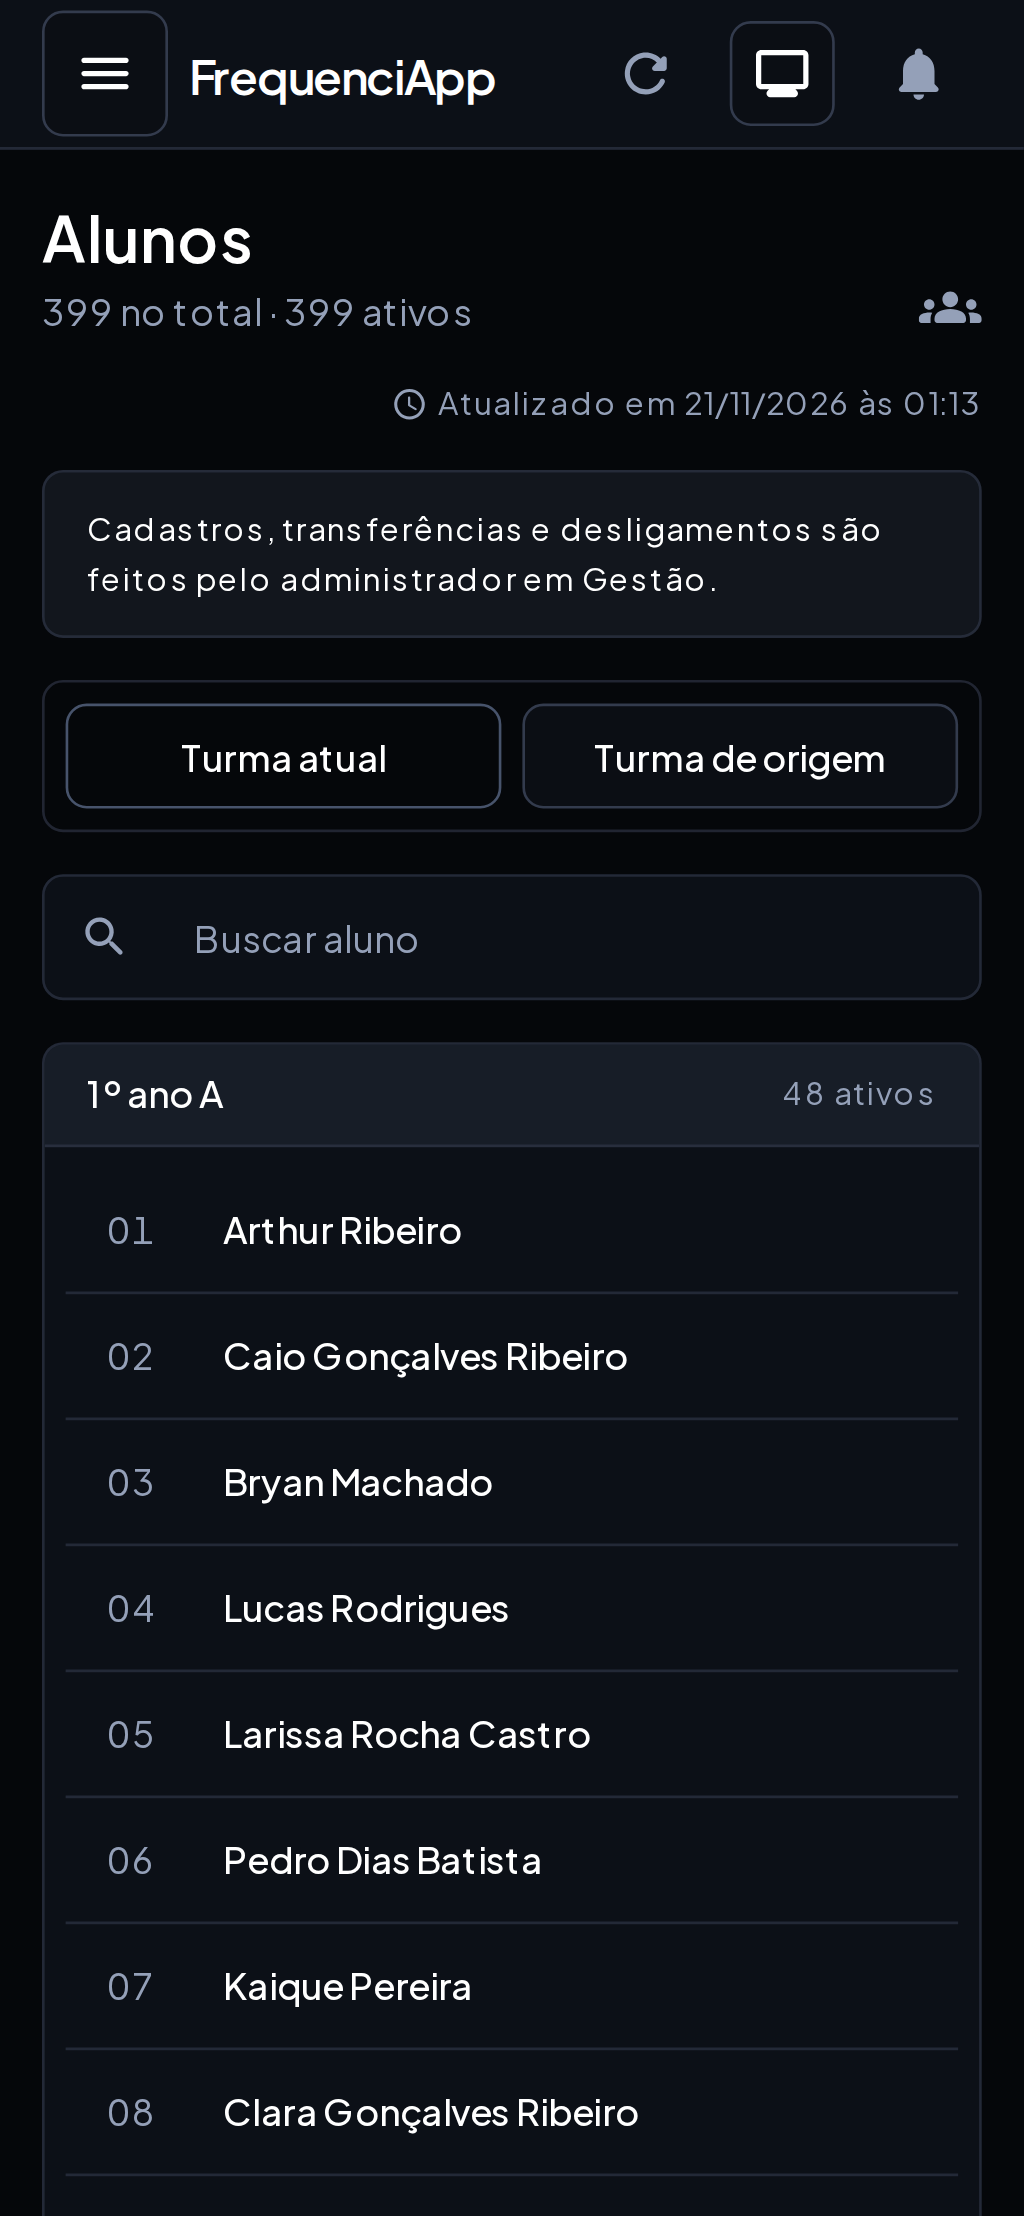 FrequenciApp
Alunos
399 no total · 399 ativos
Atualizado em 21/11/2026 às 01:13
Cadastros, transferências e desligamentos são
feitos pelo administrador em Gestão.
Turma atual
Turma de origem
Buscar aluno
1º ano A
48 ativos
01 Arthur Ribeiro
02 Caio Gonçalves Ribeiro
03 Bryan Machado
04 Lucas Rodrigues
05 Larissa Rocha Castro
06 Pedro Dias Batista
07 Kaique Pereira
08 Clara Gonçalves Ribeiro